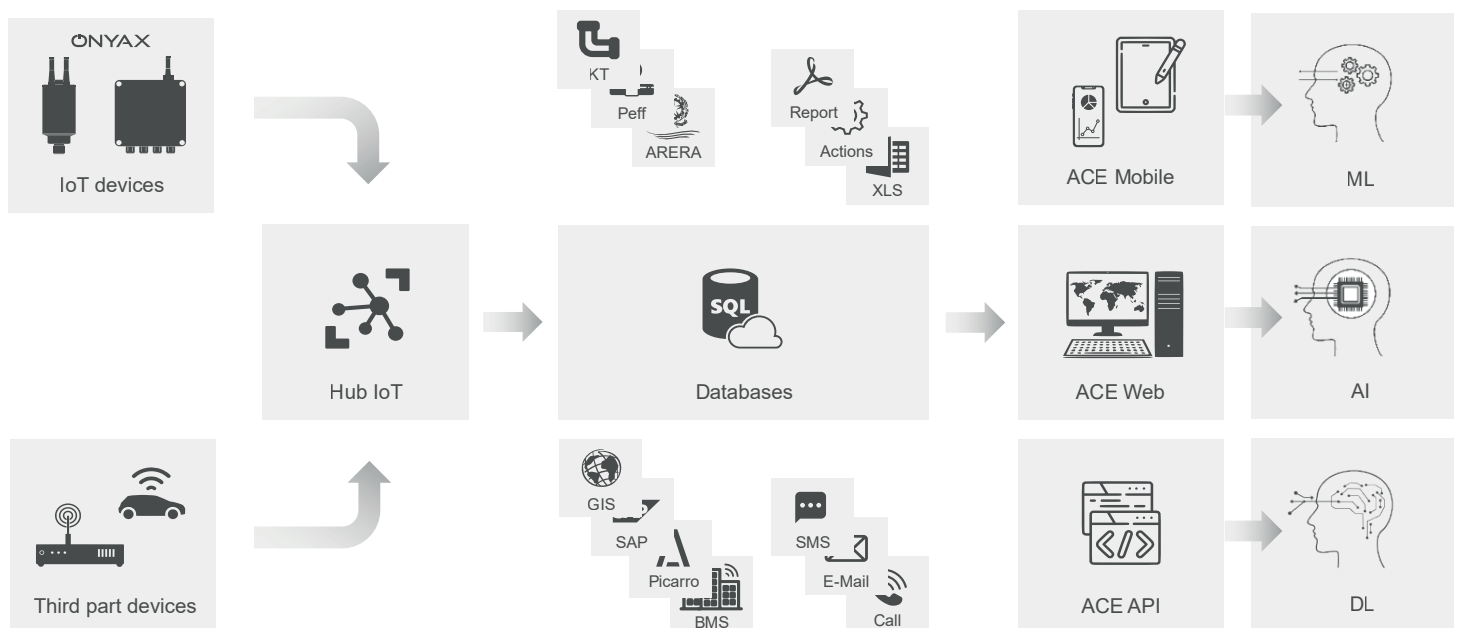 ONYAX
IoT devices
KT
Peff
ARERA
Report
Actions
XLS
ACE Mobile
ML
Hub IoT
SQL
Databases
ACE Web
AI
Third part devices
GIS
SAP
Picarro
BMS
SMS
E-Mail
Call
</>
ACE API
DL